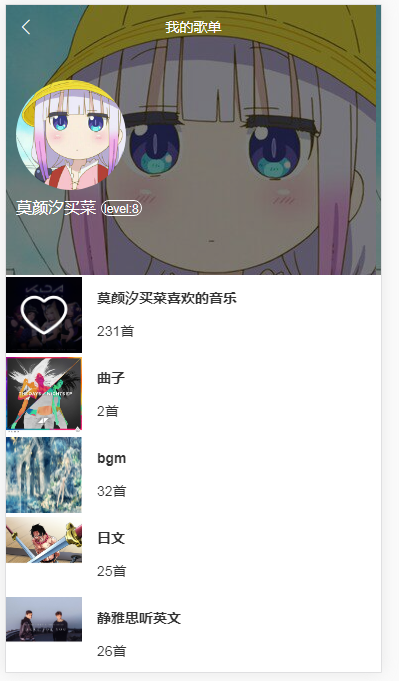 我的歌单
莫颜汐买菜 level:8
莫颜汐买菜喜欢的音乐
231首
曲子
2首
bgm
32首
日文
25首
静雅思听英文
26首